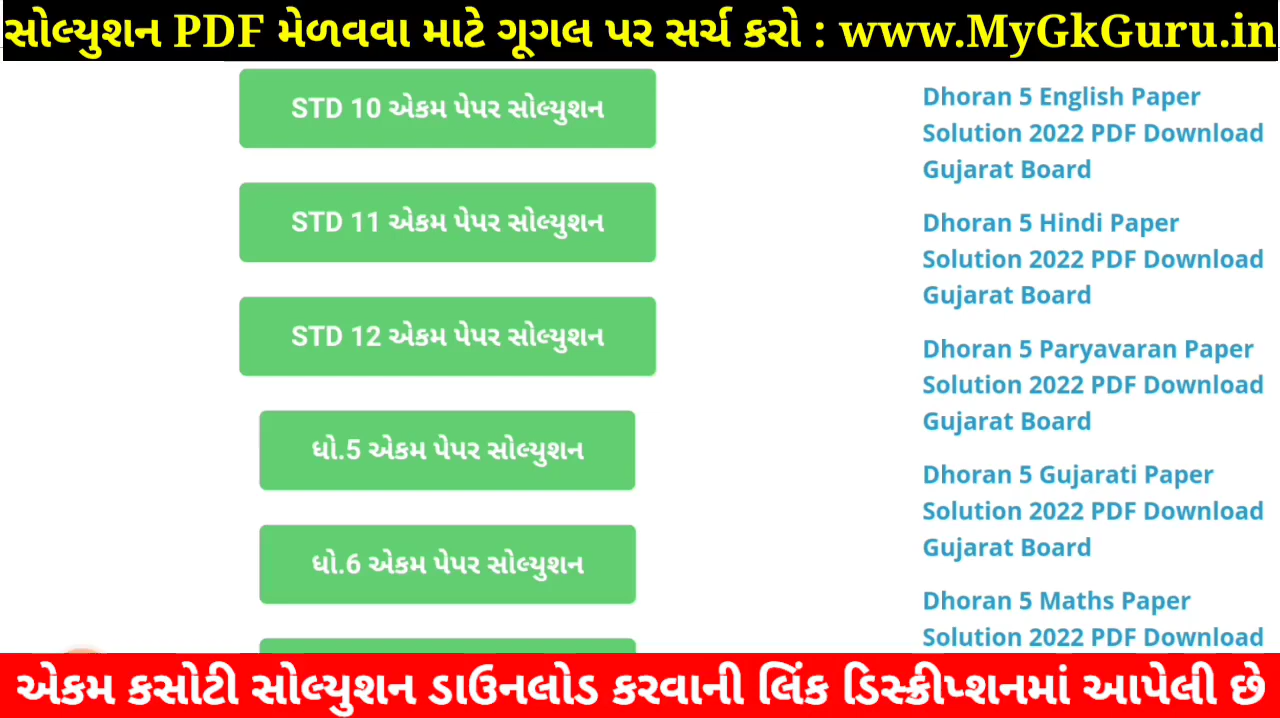 સોલ્યુશન PDF મેળવવા માટે ગૂગલ પર સર્ચ કરો : www.MyGkGuru.in
STD 10 એકમ પેપર સોલ્યુશન
STD 11 એકમ પેપર સોલ્યુશન
STD 12 એકમ પેપર સોલ્યુશન
ધો.5 એકમ પેપર સોલ્યુશન
ધો.6 એકમ પેપર સોલ્યુશન
Dhoran 5 English Paper
Solution 2022 PDF Download
Gujarat Board
Dhoran 5 Hindi Paper
Solution 2022 PDF Download
Gujarat Board
Dhoran 5 Paryavaran Paper
Solution 2022 PDF Download
Gujarat Board
Dhoran 5 Gujarati Paper
Solution 2022 PDF Download
Gujarat Board
Dhoran 5 Maths Paper
Solution 2022 PDF Download
એકમ કસોટી સોલ્યુશન ડાઉનલોડ કરવાની લિંક ડિસ્ક્રીપ્શનમાં આપેલી છે